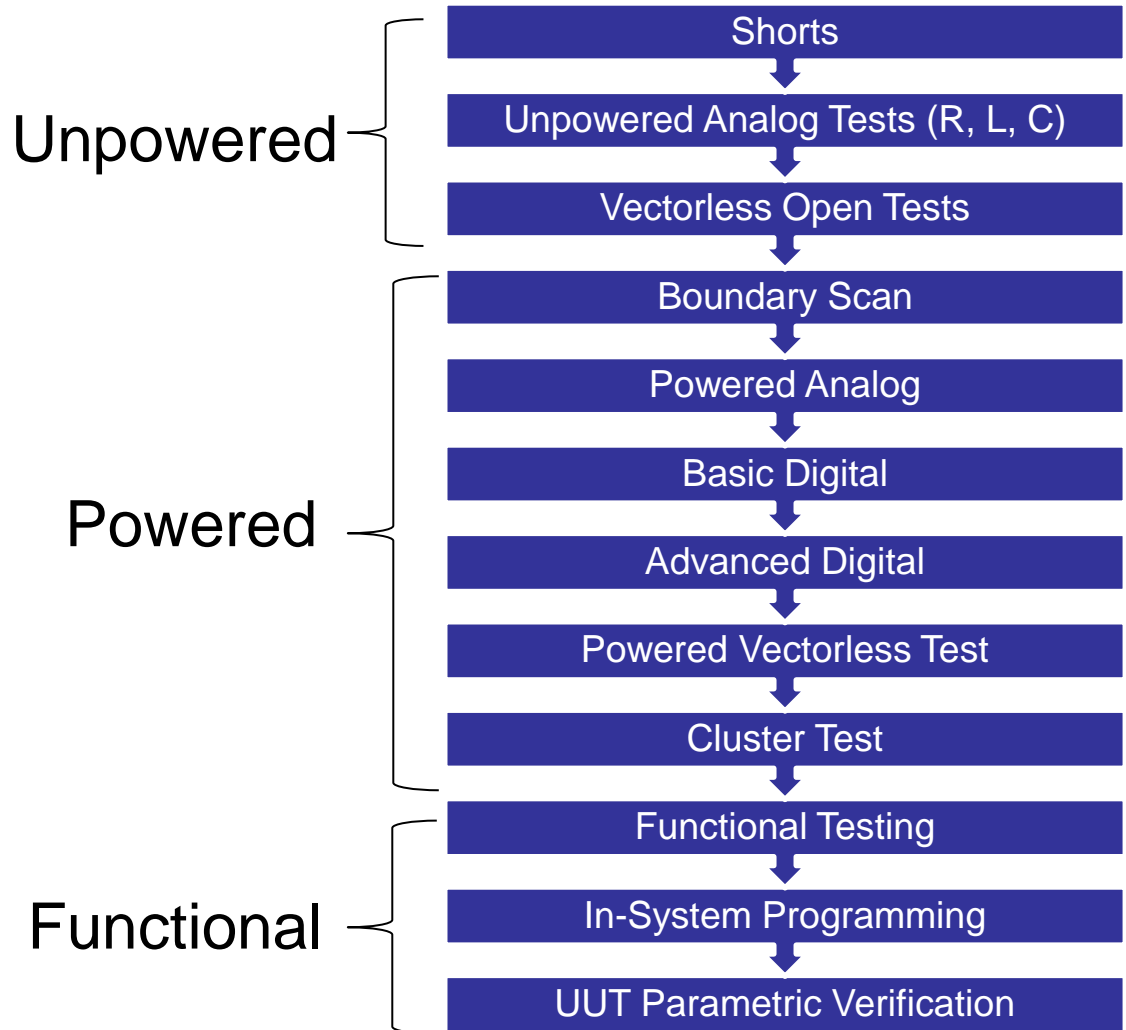 Unpowered
Shorts
Unpowered Analog Tests (R, L, C)
Vectorless Open Tests
Powered
Boundary Scan
Powered Analog
Basic Digital
Advanced Digital
Powered Vectorless Test
Cluster Test
Functional
Functional Testing
In-System Programming
UUT Parametric Verification